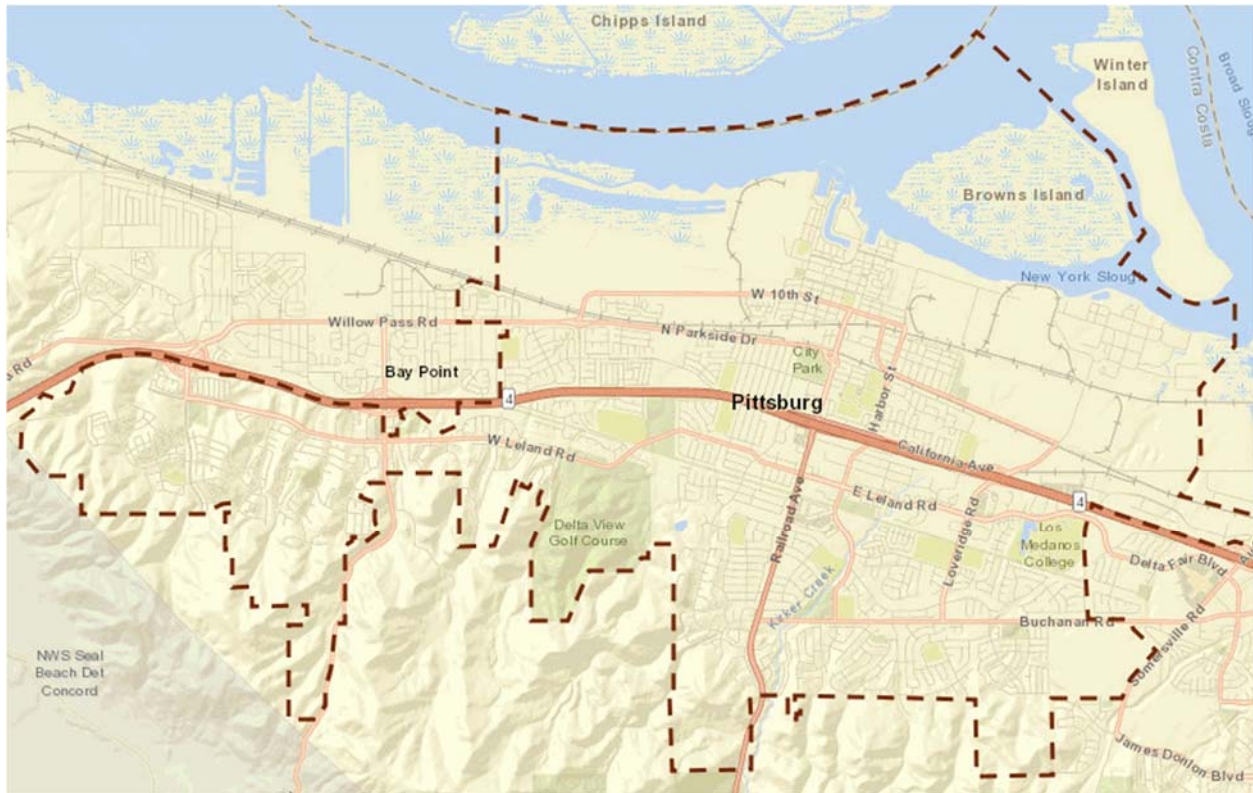 Chipps Island
Winter
Island
Contra Costa
Broad Sloug
Browns Island
New York Slough
W 10th St
Willow Pass Rd
N Parkside Dr
City
Park
Bay Point
4
Pittsburg
Harbor St
W Leland Rd
California Ave
E Leland Rd
4
Railroad Ave
Loveridge Rd
Delta View
Golf Course
Los
Medanos
College
Delta Fair Blvd
Kirker Creek
Buchanan Rd
Somersville Rd
NWS Seal
Beach Det
Concord
James Donlon Blvd